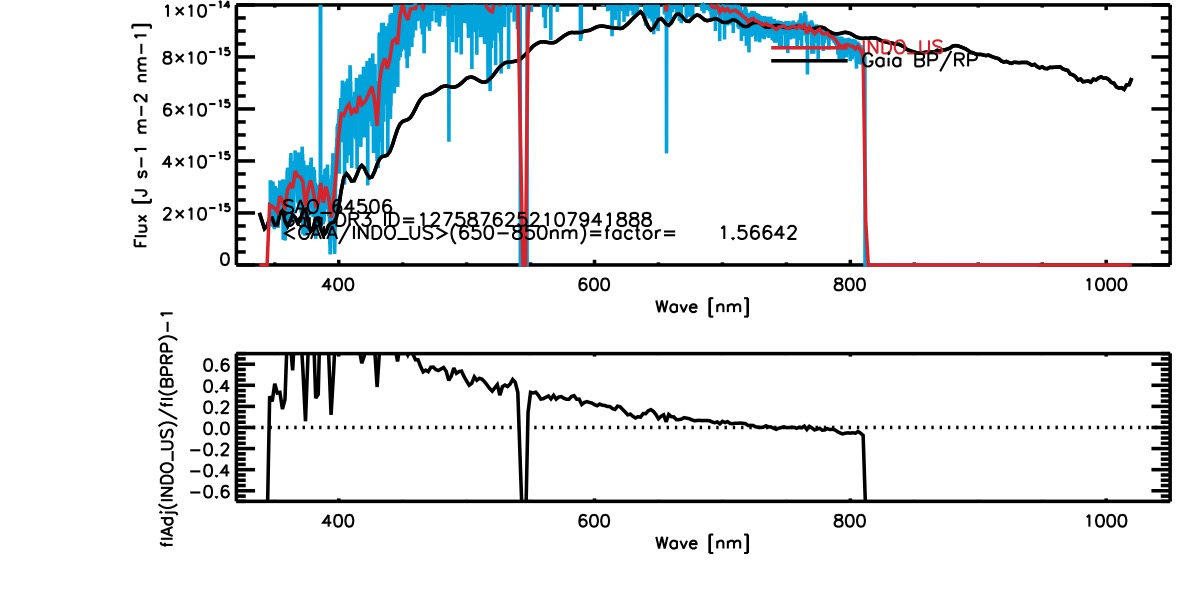 1×10-14
8×10-15
6×10-15
4×10-15
2×10-15
0
Flux [J s-1 m-2 nm-1]
INDO_US
Gaia BP/RP
SAO_64506
DR3 ID=1275876252107941888
<GAIA/INDO_US>(650-850nm)=factor= 1.56642
400 600 800 1000
Wave [nm]
0.6
0.4
0.2
0.0
-0.2
-0.4
-0.6
flAdj(INDO_US)/fl(BPRP)-1
400 600 800 1000
Wave [nm]